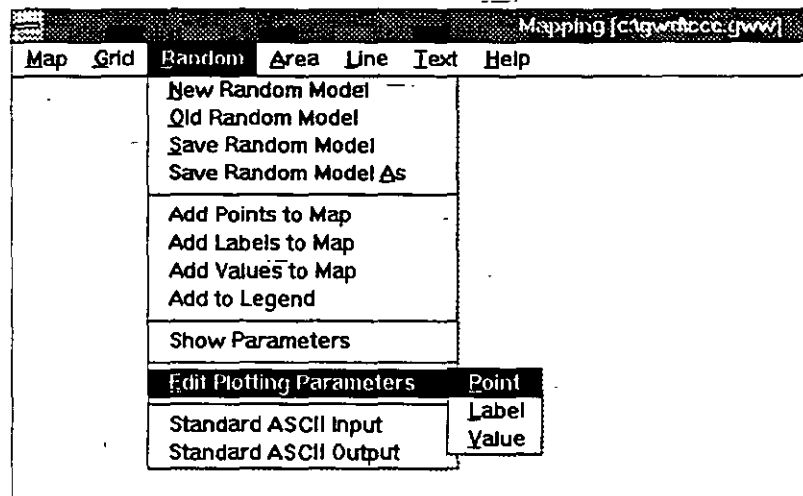 Mapping [c:\gwn\ccc.gww]
Map Grid Random Area Line Text Help
New Random Model
Old Random Model
Save Random Model
Save Random Model As
Add Points to Map
Add Labels to Map
Add Values to Map
Add to Legend
Show Parameters
Edit Plotting Parameters Point
Label
Standard ASCII Input
Value
Standard ASCII Output